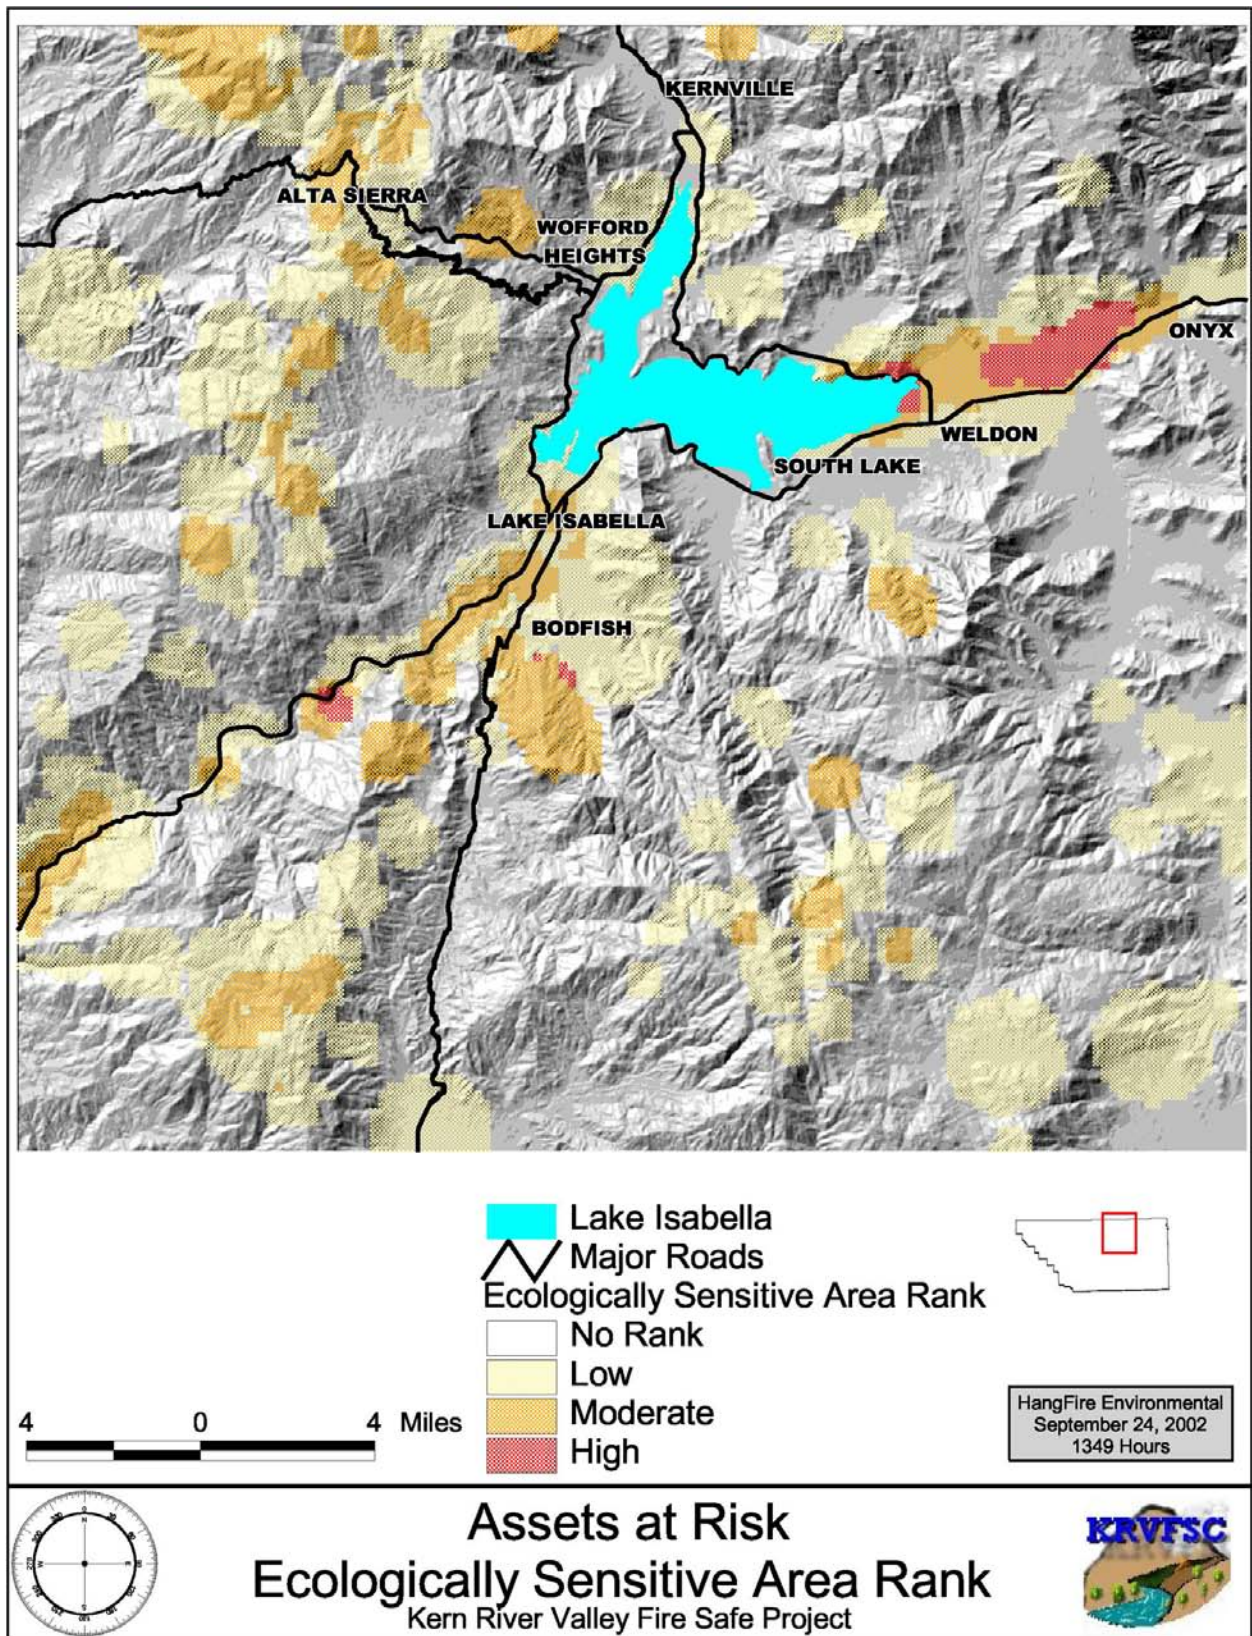 KERNVILLE
ALTA SIERRA
WOFFORD
HEIGHTS
ONYX
WELDON
SOUTH LAKE
LAKE ISABELLA
BODFISH
Lake Isabella
Major Roads
Ecologically Sensitive Area Rank
No Rank
Low
Moderate
High
4 0 4 Miles
HangFire Environmental
September 24, 2002
1349 Hours
Assets at Risk
Ecologically Sensitive Area Rank
Kern River Valley Fire Safe Project
KRVFSC